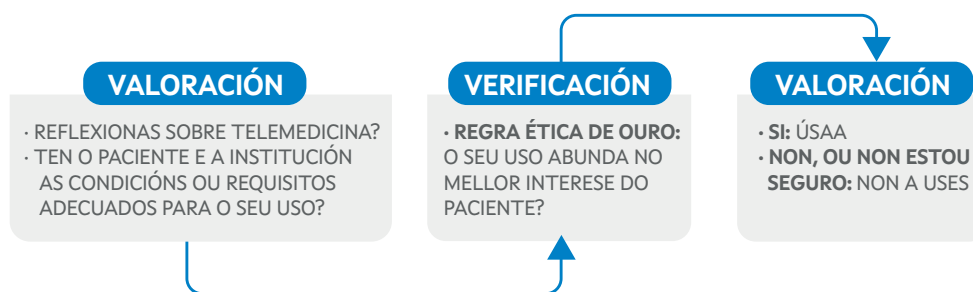 VALORACIÓN
· REFLEXIONAS SOBRE TELEMEDICINA?
· TEN O PACIENTE E A INSTITUCIÓN
AS CONDICIÓNS OU REQUISITOS
ADECUADOS PARA O SEU USO?
VERIFICACIÓN
· REGRA ÉTICA DE OURO:
O SEU USO ABUNDA NO
MELLOR INTERESE DO
PACIENTE?
VALORACIÓN
· SI: ÚSAA
· NON, OU NON ESTOU
SEGURO: NON A USES